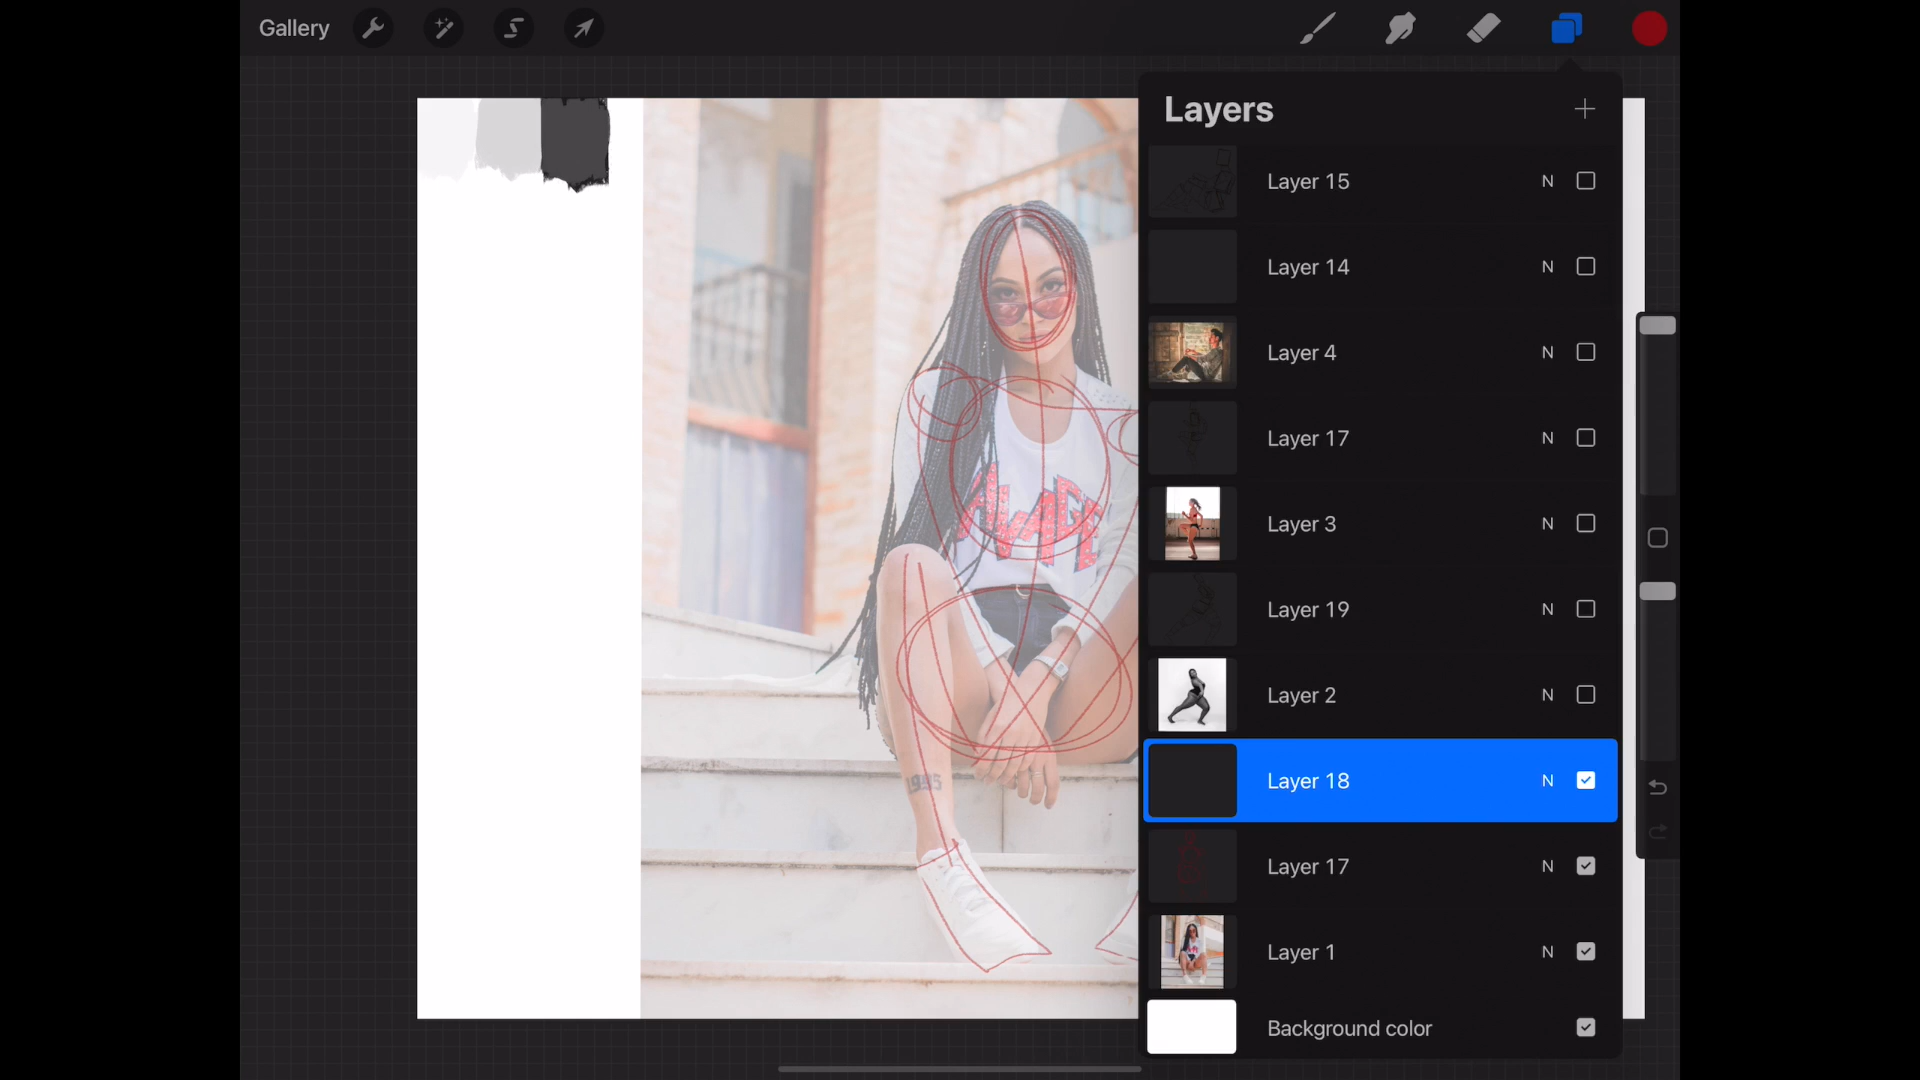 Gallery
Layers
Layer 15 N
Layer 14 N
Layer 4 N
Layer 17 N
Layer 3 N
Layer 19 N
Layer 2 N
Layer 18 N
Layer 17 N
Layer 1 N
Background color
1995